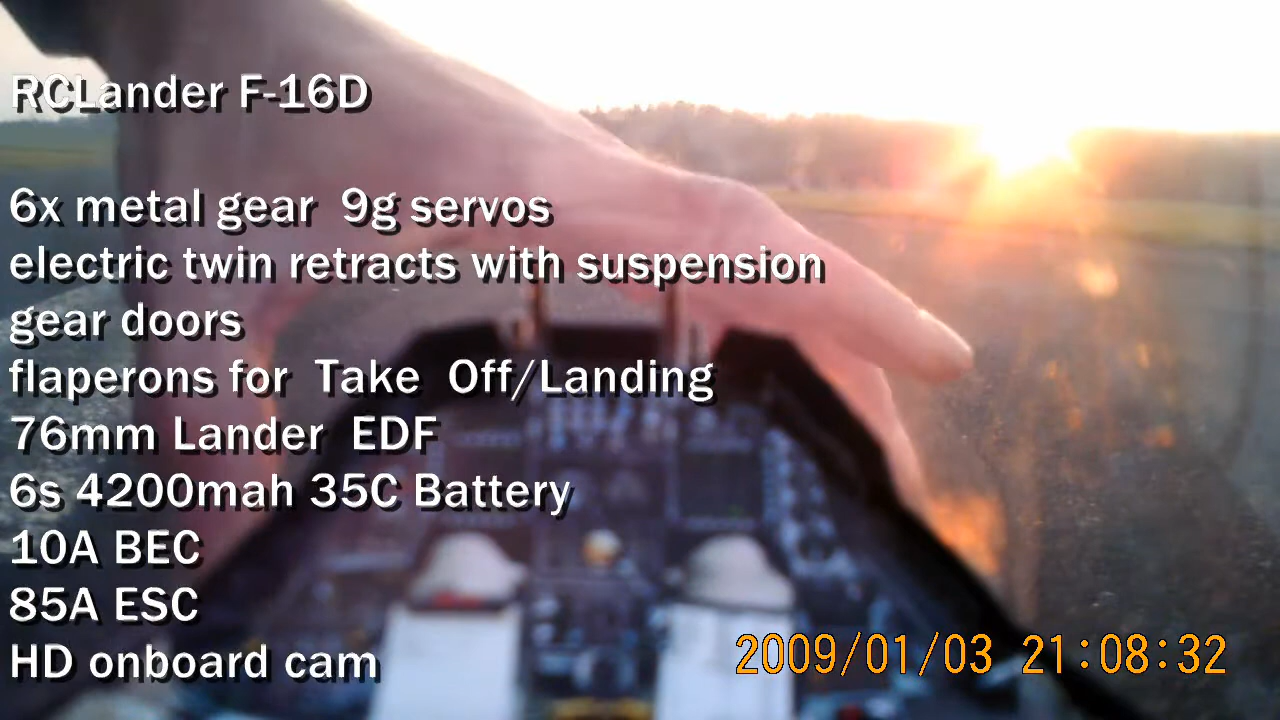 RCLander F-16D
6x metal gear 9g servos
electric twin retracts with suspension
gear doors
flaperons for Take Off/Landing
76mm Lander EDF
6s 4200mah 35C Battery
10A BEC
85A ESC
HD onboard cam
2009/01/03 21:08:32